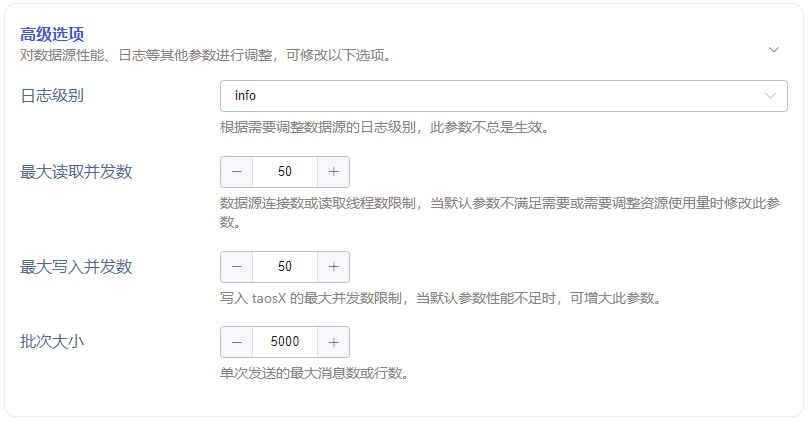 高级选项
对数据源性能、日志等其他参数进行调整，可修改以下选项。
日志级别
info
根据需要调整数据源的日志级别，此参数不总是生效。
最大读取并发数
50
数据源连接数或读取线程数限制，当默认参数不满足需要或需要调整资源使用量时修改此参
数。
最大写入并发数
50
写入 taosX 的最大并发数限制，当默认参数性能不足时，可增大此参数。
批次大小
5000
单次发送的最大消息数或行数。